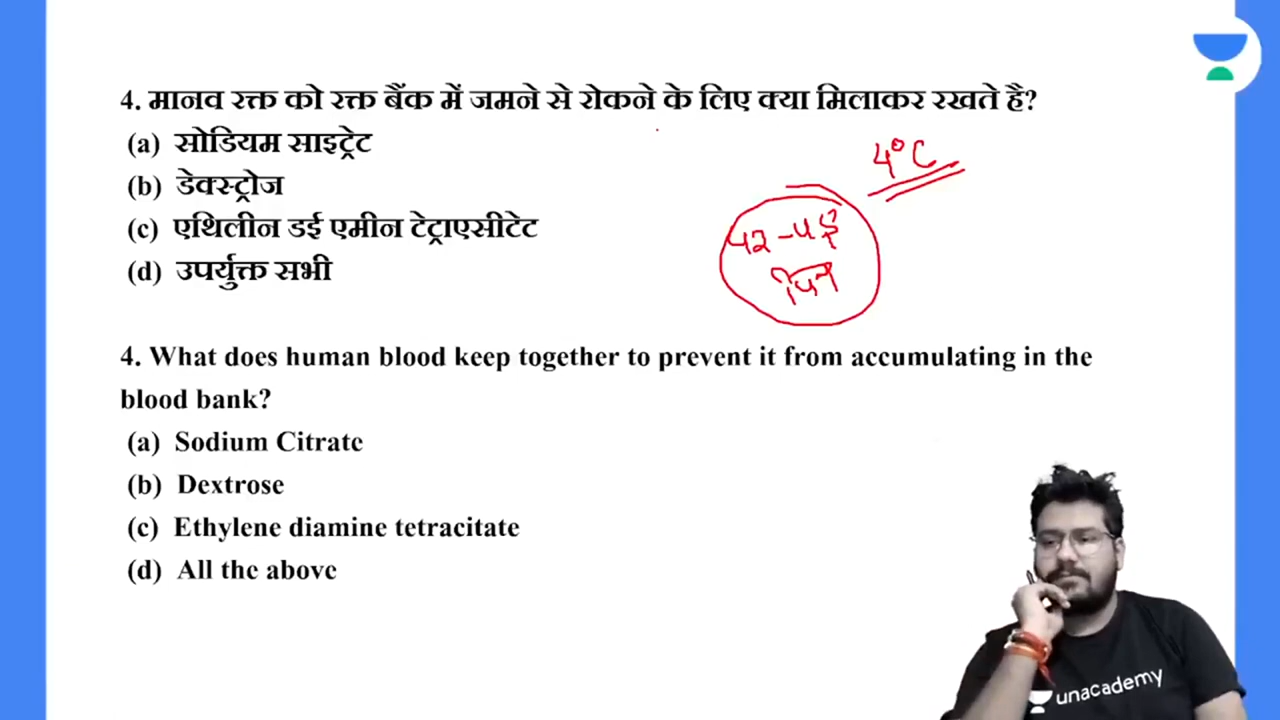 4. मानव रक्त को रक्त बैंक में जमने से रोकने के लिए क्या मिलाकर रखते है?
(a) सोडियम साइट्रेट
(b) डेक्स्ट्रोज
(c) एथिलीन डई एमीन टेट्राएसीटेट
(d) उपर्युक्त सभी
4°C
दिन
4. What does human blood keep together to prevent it from accumulating in the
blood bank?
(a) Sodium Citrate
(b) Dextrose
(c) Ethylene diamine tetracitate
(d) All the above
unacademy